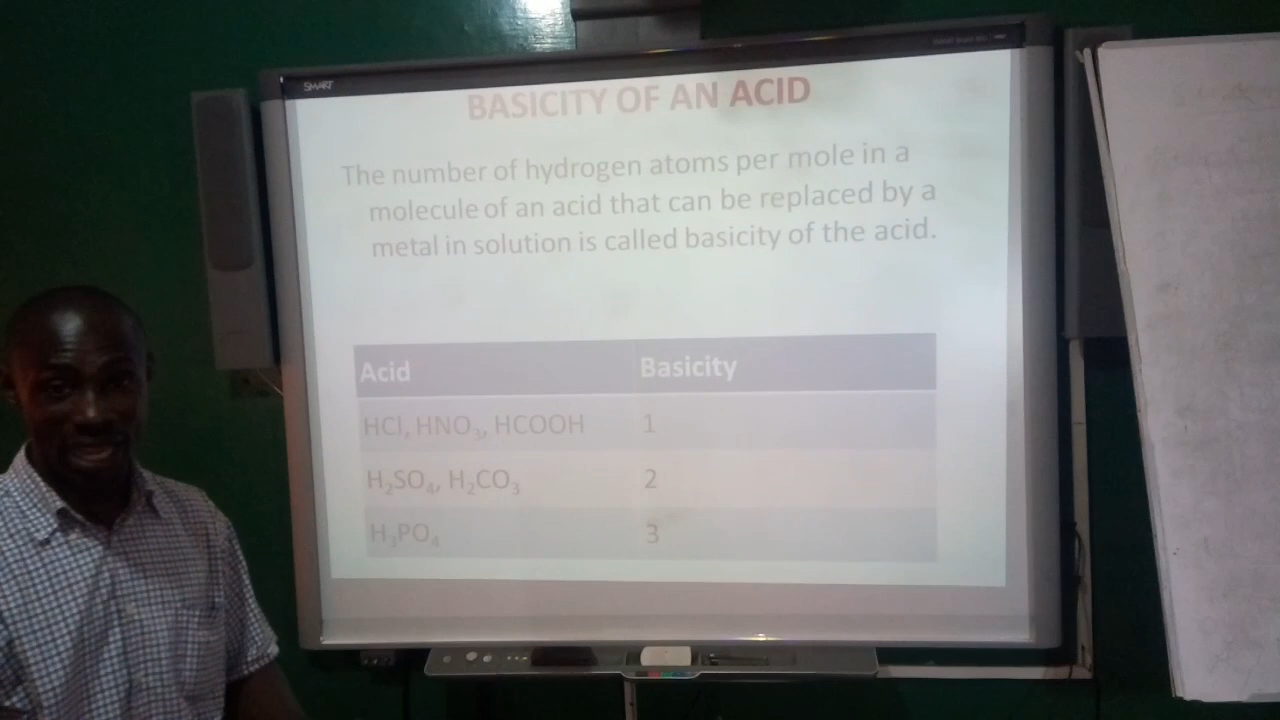 SMART
BASICITY OF AN ACID
The number of hydrogen atoms per mole in a
molecule of an acid that can be replaced by a
metal in solution is called basicity of the acid.
Acid Basicity
HCl, HNO₃, HCOOH 1
H₂SO₄, H₂CO₃ 2
H₃PO₄ 3